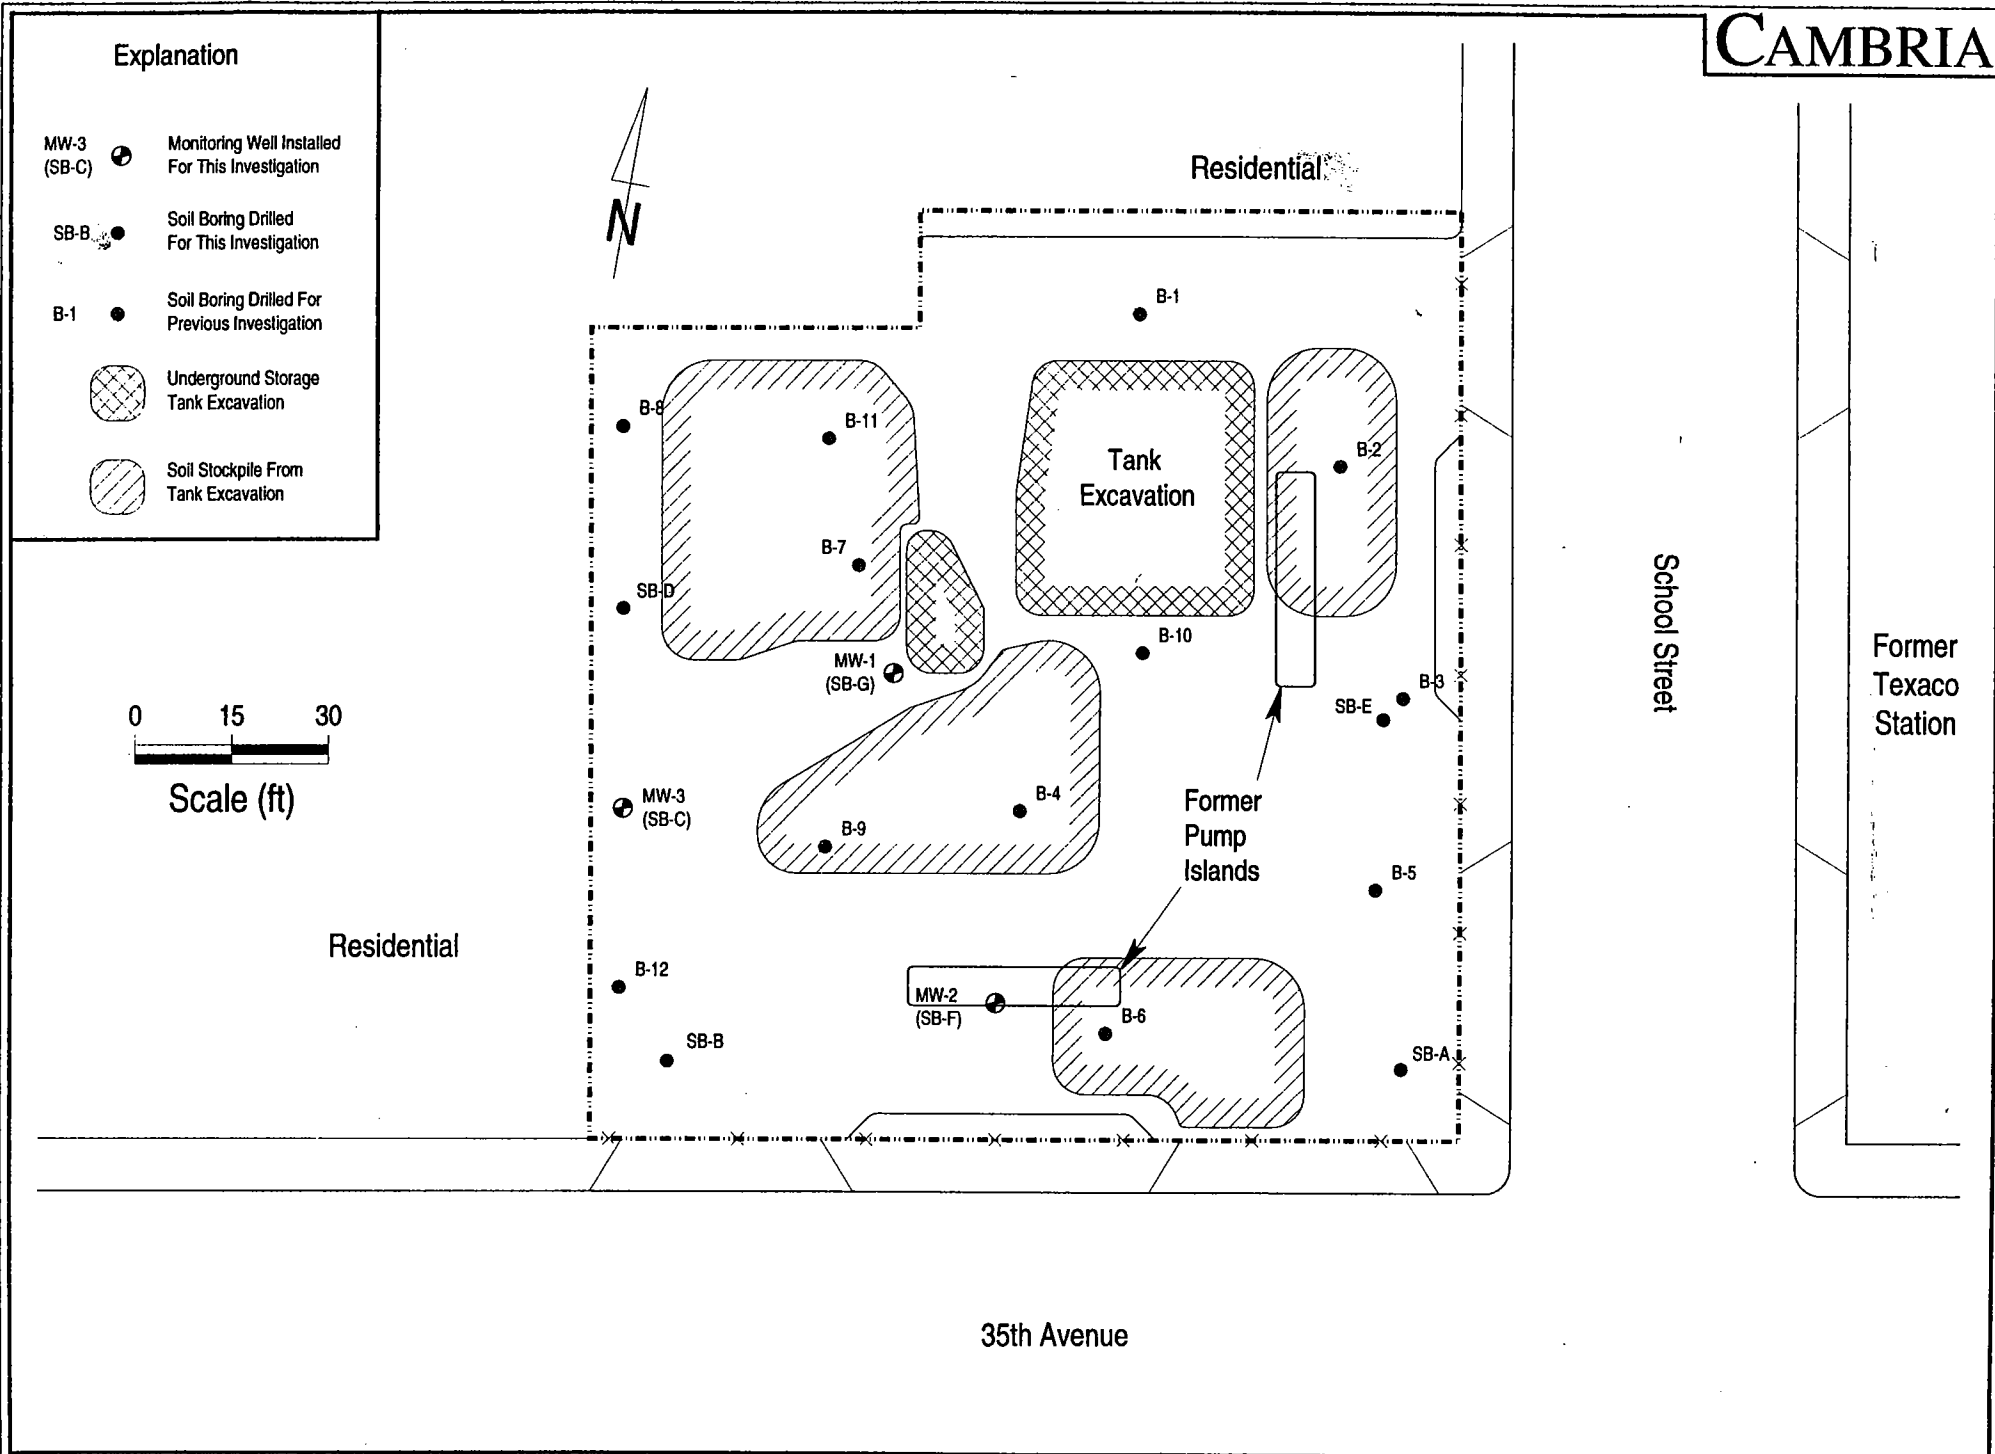 CAMBRIA
Explanation
MW-3
(SB-C)
Monitoring Well Installed
For This Investigation
SB-B
Soil Boring Drilled
For This Investigation
B-1
Soil Boring Drilled For
Previous Investigation
Underground Storage
Tank Excavation
Soil Stockpile From
Tank Excavation
N
Residential
B-1
B-8
B-11
Tank
Excavation
B-2
B-7
SB-D
B-10
MW-1
(SB-G)
B-3
SB-E
School Street
Former
Texaco
Station
0 15 30
Scale (ft)
MW-3
(SB-C)
B-4
B-9
Former
Pump
Islands
B-5
Residential
B-12
MW-2
(SB-F)
B-6
SB-B
SB-A
35th Avenue